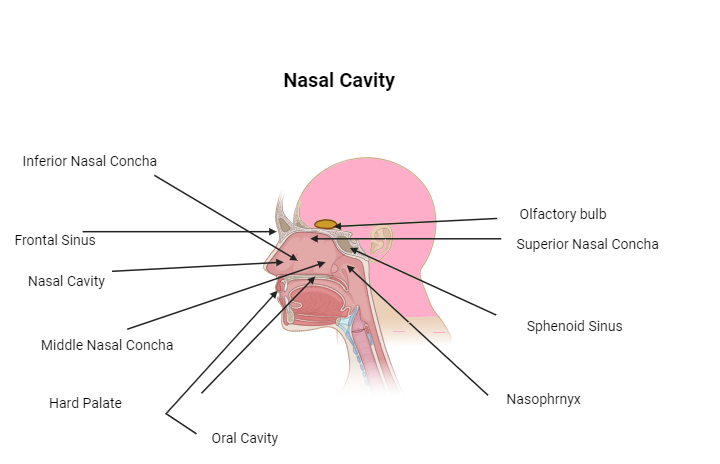 Nasal Cavity
Inferior Nasal Concha
Frontal Sinus
Nasal Cavity
Middle Nasal Concha
Hard Palate
Oral Cavity
Olfactory bulb
Superior Nasal Concha
Sphenoid Sinus
Nasophrnyx